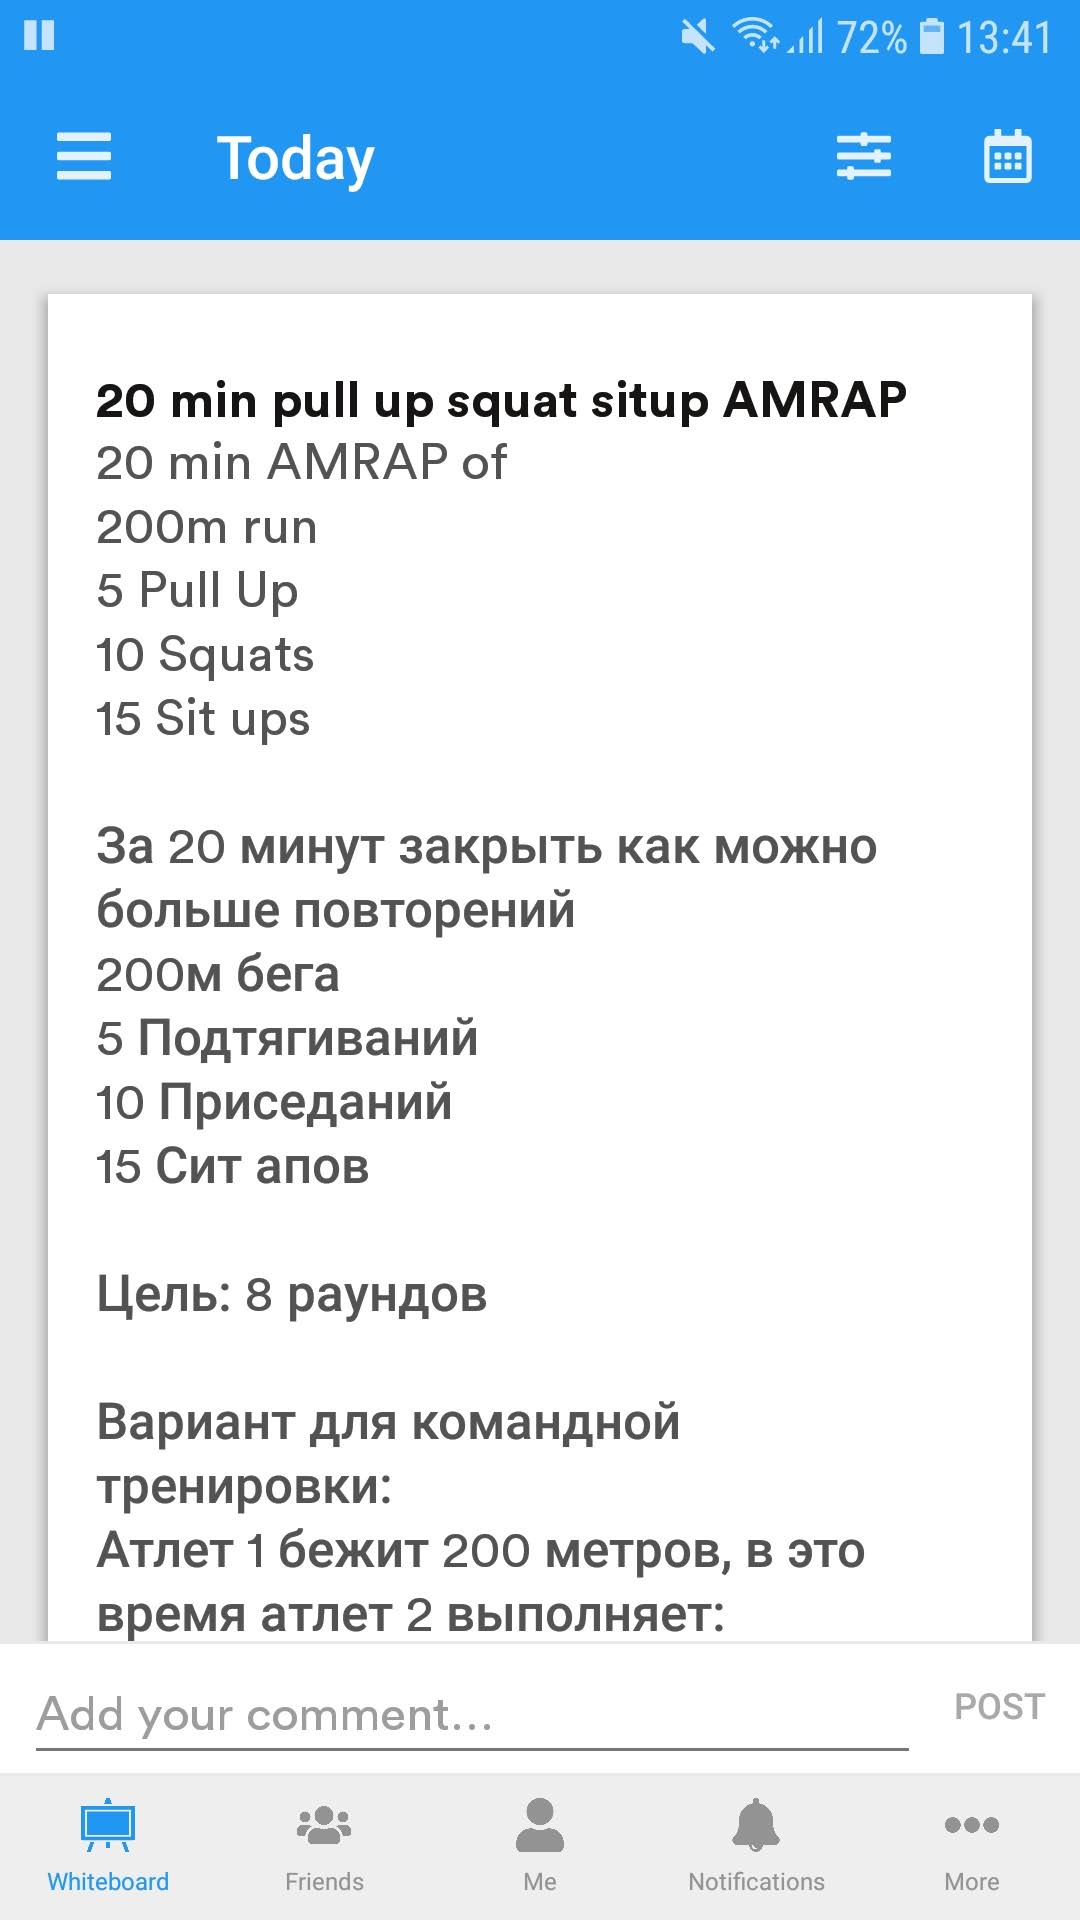 72% 13:41
Today
20 min pull up squat situp AMRAP
20 min AMRAP of
200m run
5 Pull Up
10 Squats
15 Sit ups
За 20 минут закрыть как можно
больше повторений
200м бега
5 Подтягиваний
10 Приседаний
15 Сит апов
Цель: 8 раундов
Вариант для командной
тренировки:
Атлет 1 бежит 200 метров, в это
время атлет 2 выполняет:
Add your comment...
POST
Whiteboard
Friends
Me
Notifications
More